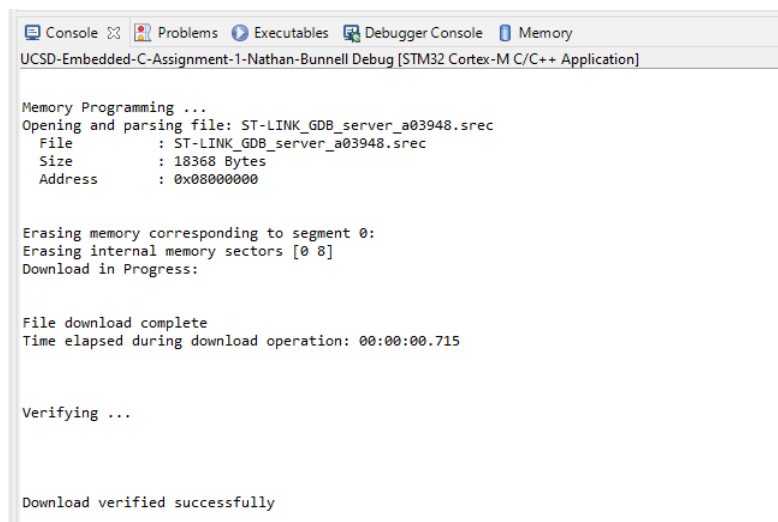 Console Problems Executables Debugger Console Memory
UCSD-Embedded-C-Assignment-1-Nathan-Bunnell Debug [STM32 Cortex-M C/C++ Application]
Memory Programming ...
Opening and parsing file: ST-LINK_GDB_server_a03948.srec
File : ST-LINK_GDB_server_a03948.srec
Size : 18368 Bytes
Address : 0x08000000
Erasing memory corresponding to segment 0:
Erasing internal memory sectors [0 8]
Download in Progress:
File download complete
Time elapsed during download operation: 00:00:00.715
Verifying ...
Download verified successfully